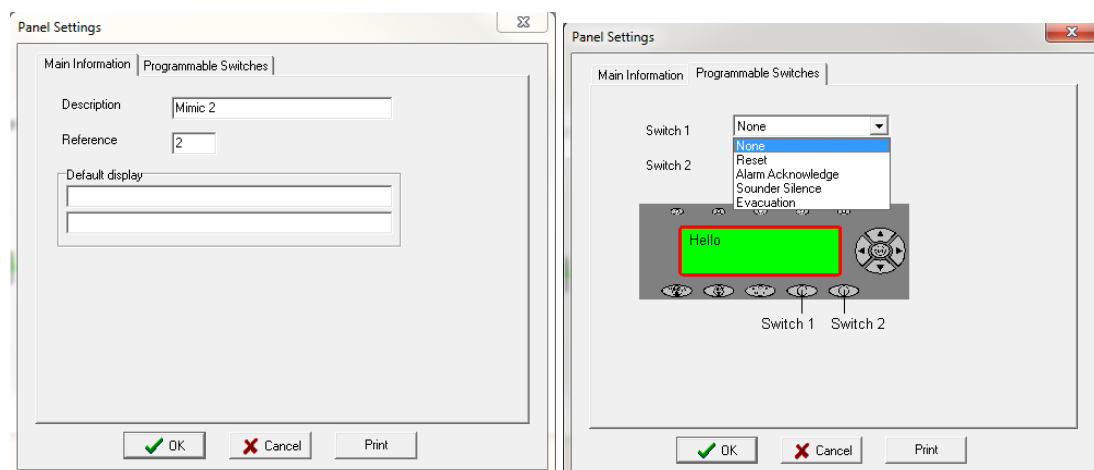 Panel Settings
Main Information
Programmable Switches
Description
Mimic 2
Reference
2
Default display
OK
Cancel
Print
Panel Settings
Main Information
Programmable Switches
Switch 1
None
None
Reset
Alarm Acknowledge
Sounder Silence
Evacuation
Switch 2
Hello
Switch 1
Switch 2
OK
Cancel
Print